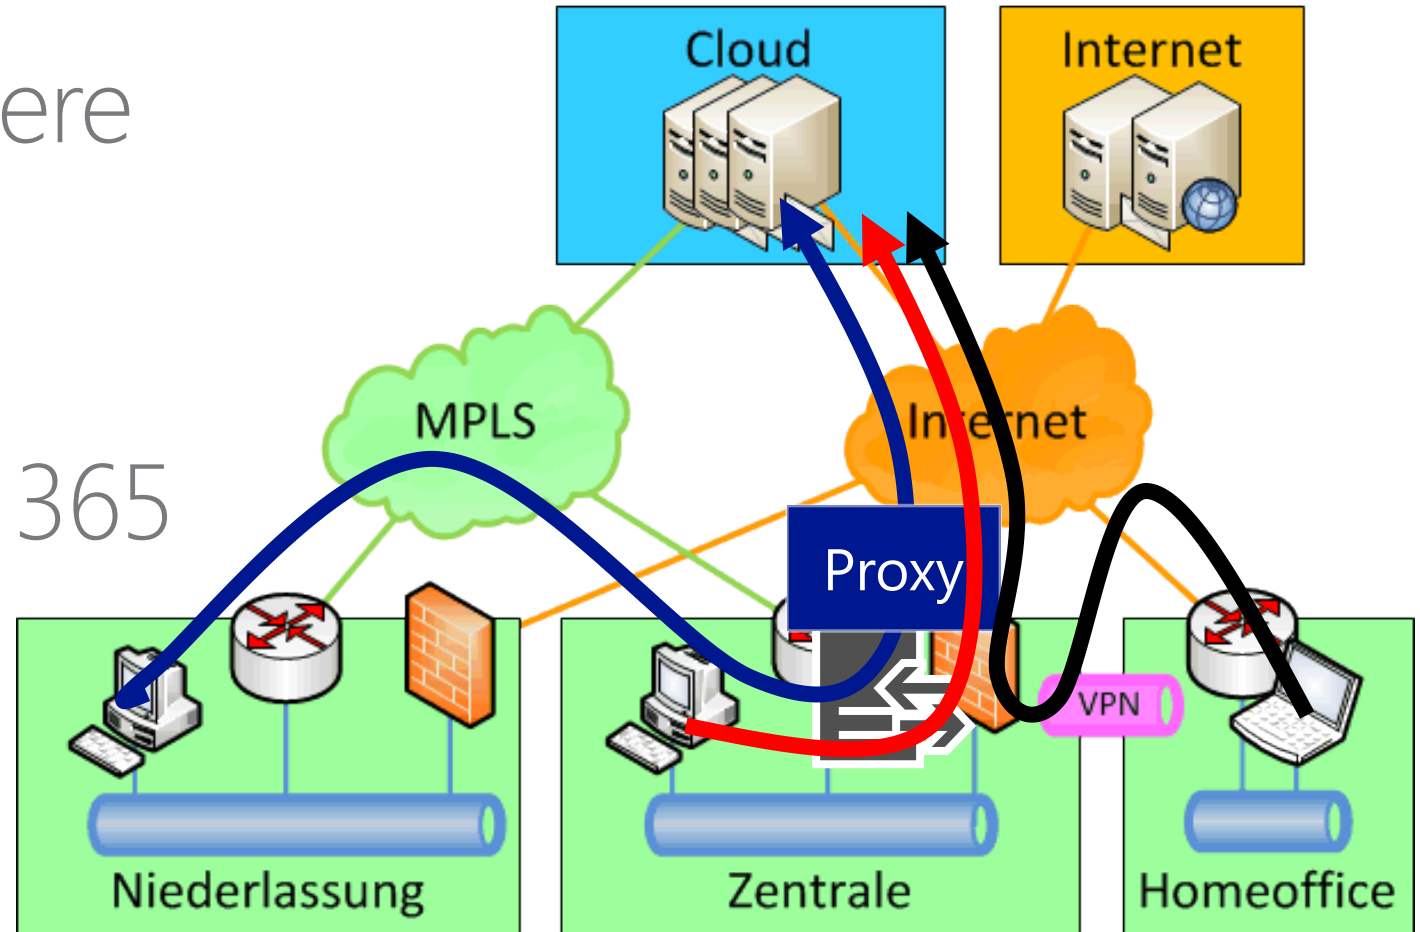 Cloud
Internet
ere
MPLS
Internet
365
Proxy
VPN
Niederlassung
Zentrale
Homeoffice